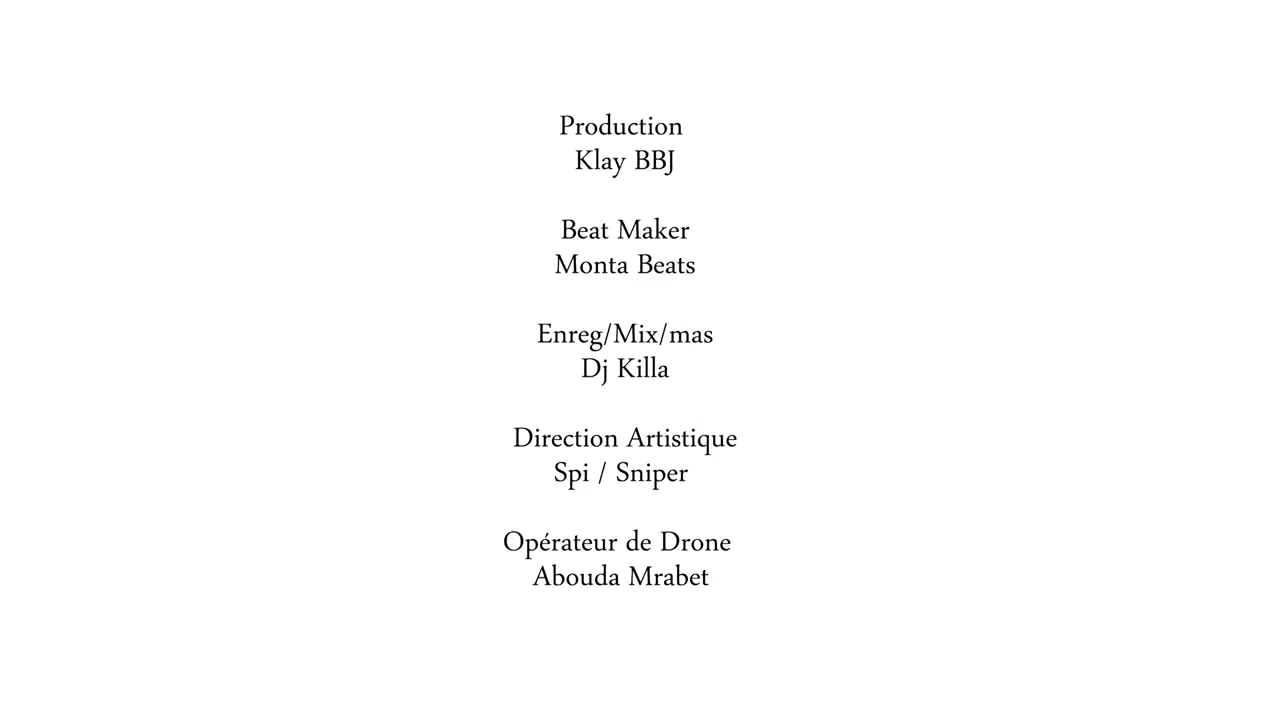 Production
Klay BBJ
Beat Maker
Monta Beats
Enreg/Mix/mas
Dj Killa
Direction Artistique
Spi / Sniper
Opérateur de Drone
Abouda Mrabet